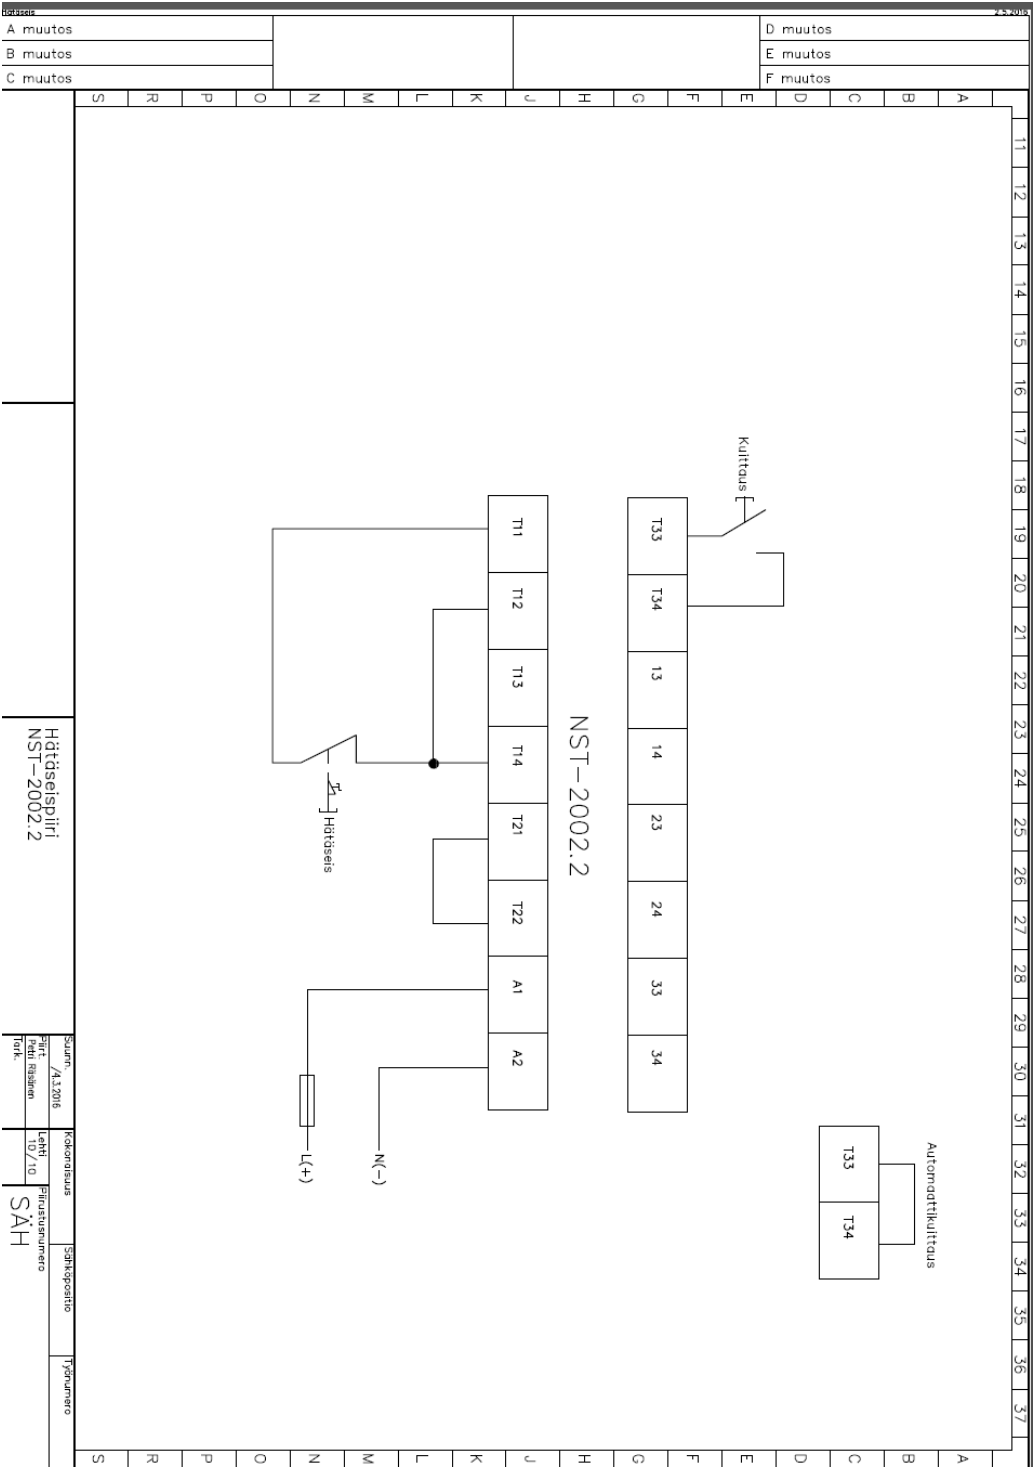 Hätäseis
2.5.2016
A muutos
B muutos
C muutos
D muutos
E muutos
F muutos
S R P O N M L K J H G F E D C B A
11
12
13
14
15
16
17
18
19
20
21
22
23
24
25
26
27
28
29
30
31
32
33
34
35
36
37
Kuittaus
T33
T34
13
14
23
24
33
34
NST-2002.2
T11
T12
T13
T14
T21
T22
A1
A2
Hätäseis
L(+)
N(-)
Automaattikuittaus
T33
T34
Hätäseispiiri
NST-2002.2
Suunn.
/4.3.2016
Piirt.
Petri Räsänen
Tark.
Kokonaisuus
Sähköpositio
Työnumero
Lehti
10/10
Piirustusnumero
SÄH
S R P O N M L K J H G F E D C B A